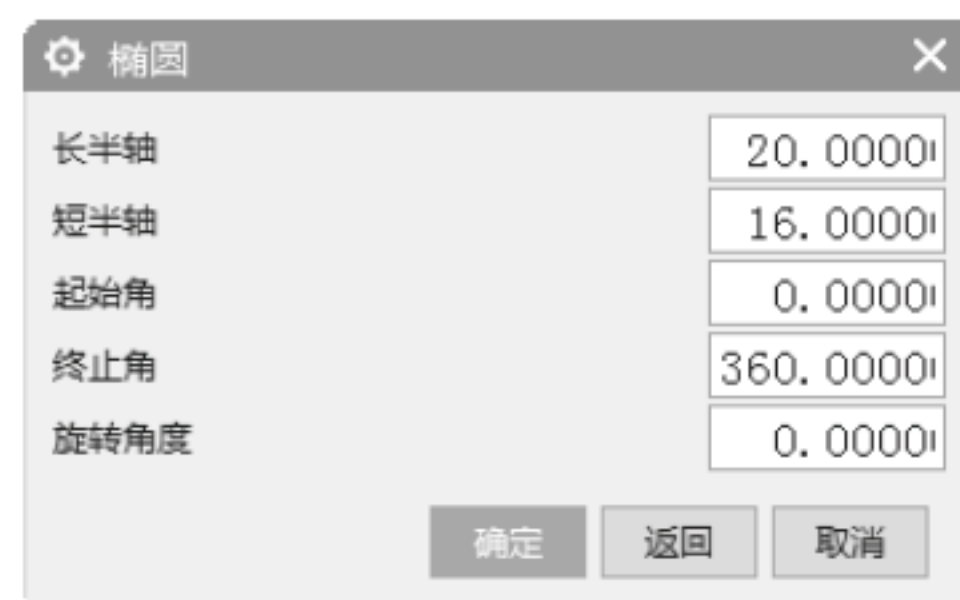 椭圆
长半轴 20.0000
短半轴 16.0000
起始角 0.0000
终止角 360.0000
旋转角度 0.0000
确定 返回 取消